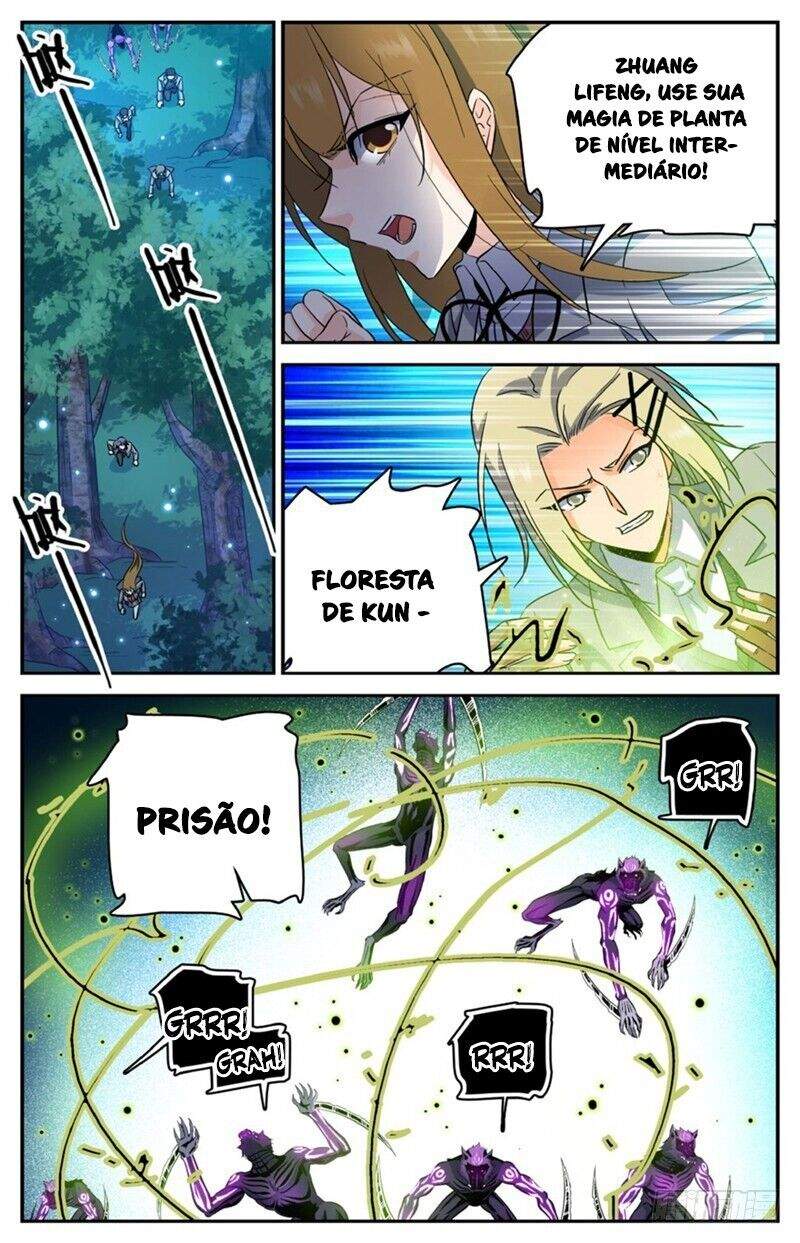 ZHUANG
LIFENG, USE SUA
MAGIA DE PLANTA
DE NÍVEL INTER-
MEDIÁRIO!
FLORESTA
DE KUN -
PRISÃO!
GRR!
GRRR!
GRAH!
RRR!